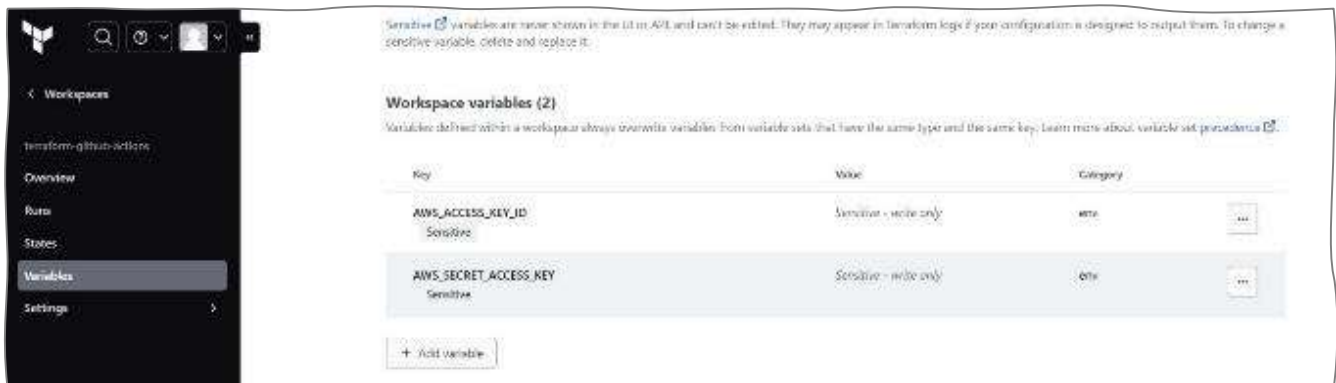 Sensitive variables are never shown in the UI or API, and can't be edited. They may appear in Terraform logs if your configuration is designed to output them. To change a
sensitive variable, delete and replace it.
Workspaces
Workspace variables (2)
Variables defined within a workspace always overwrite variables from variable sets that have the same type and the same key. Learn more about variable set precedence.
terraform-github-actions
Overview
Runs
States
Variables
Settings
Key Value Category
AWS_ACCESS_KEY_ID Sensitive - write only env
Sensitive
AWS_SECRET_ACCESS_KEY Sensitive - write only env
Sensitive
+ Add variable